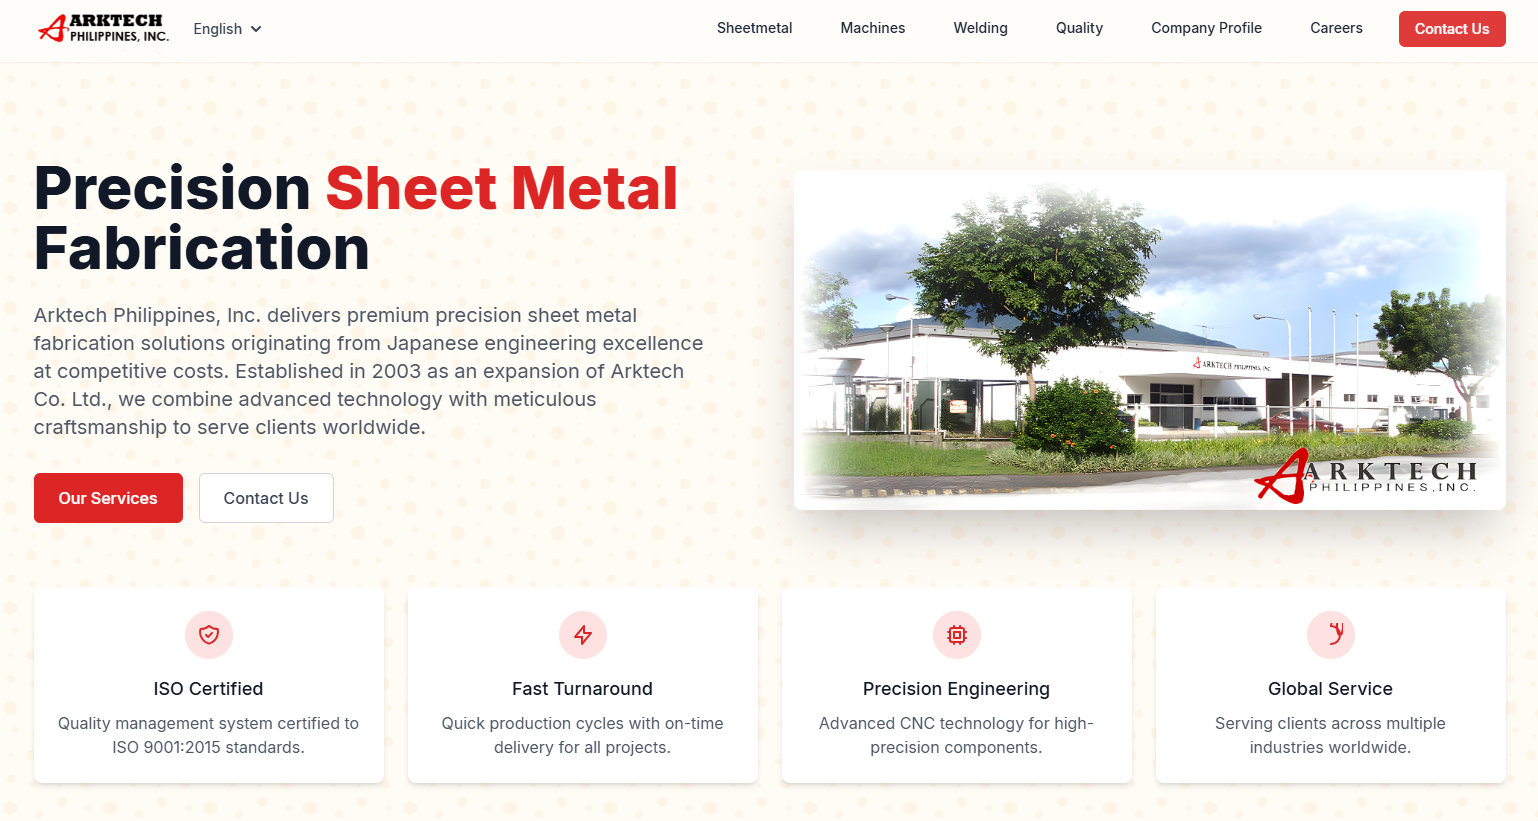 ARKTECH
PHILIPPINES, INC.
English
Sheetmetal
Machines
Welding
Quality
Company Profile
Careers
Contact Us
Precision Sheet Metal
Fabrication
Arktech Philippines, Inc. delivers premium precision sheet metal
fabrication solutions originating from Japanese engineering excellence
at competitive costs. Established in 2003 as an expansion of Arktech
Co. Ltd., we combine advanced technology with meticulous
craftsmanship to serve clients worldwide.
Our Services
Contact Us
ARKTECH PHILIPPINES, INC.
ARKTECH
PHILIPPINES, INC.
ISO Certified
Quality management system certified to
ISO 9001:2015 standards.
Fast Turnaround
Quick production cycles with on-time
delivery for all projects.
Precision Engineering
Advanced CNC technology for high-
precision components.
Global Service
Serving clients across multiple
industries worldwide.